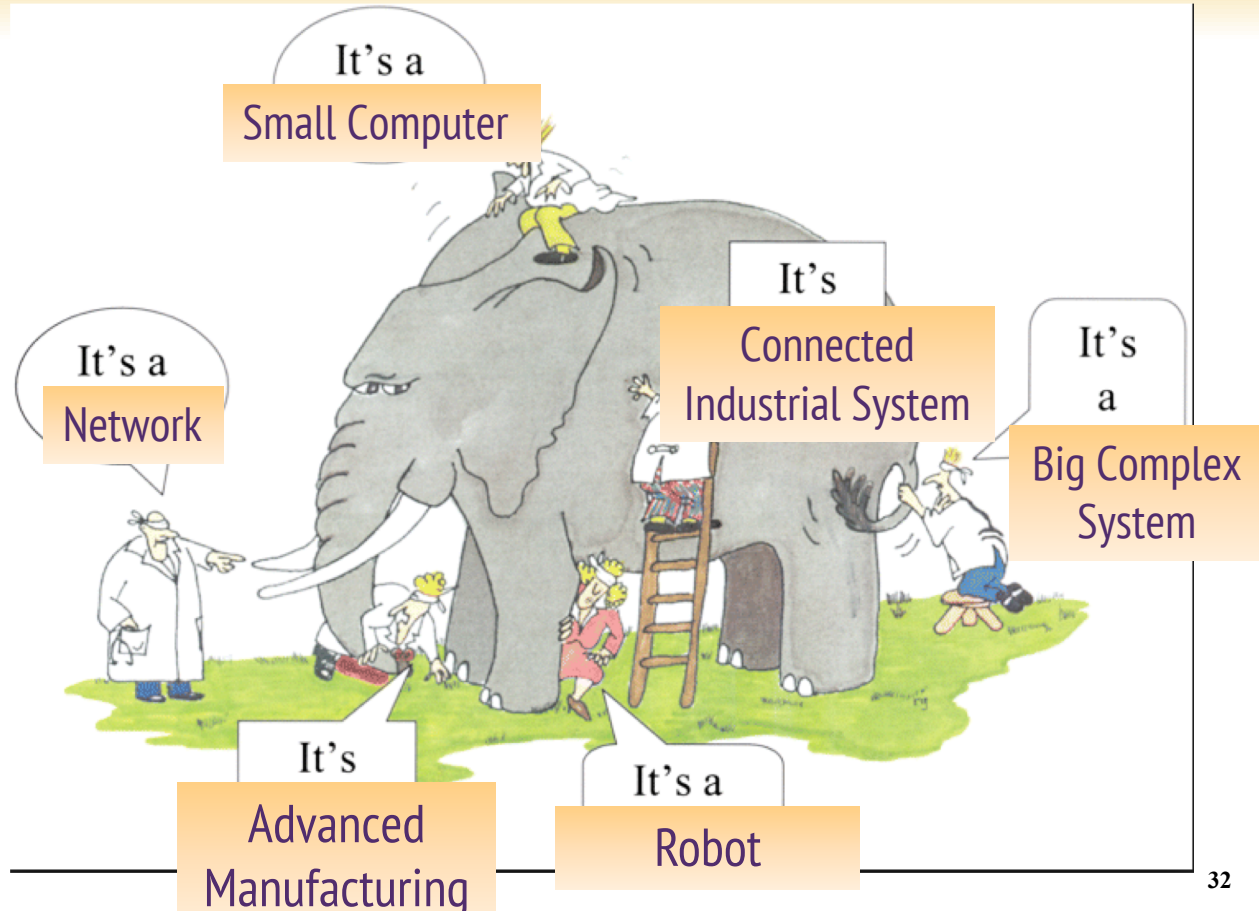 It's a
Small Computer
It's
Connected
Industrial System
It's
a
Big Complex
System
It's a
Network
It's
Advanced
Manufacturing
It's a
Robot
32